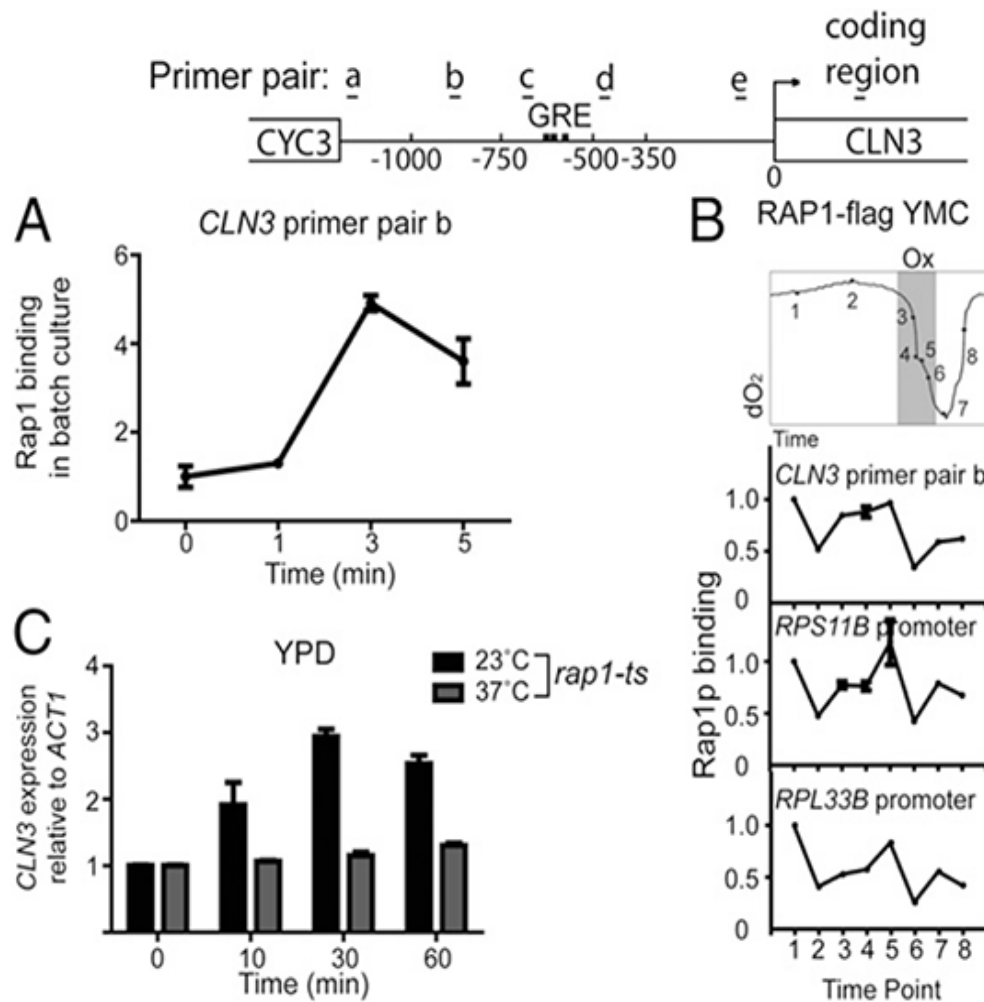 coding
Primer pair: a b c d e region
GRE
CYC3 -1000 -750 -500 -350 CLN3
0
A
CLN3 primer pair b
Rap1 binding
in batch culture
6
4
2
0
0 1 3 5
Time (min)
B
RAP1-flag YMC
Ox
dO₂
1 2 3 4 5 6 7 8
Time
Rap1p binding
CLN3 primer pair b
1.0
0.5
0
RPS11B promoter
1.0
0.5
0
RPL33B promoter
1.0
0.5
0
1 2 3 4 5 6 7 8
Time Point
C
YPD
23°C
37°C
rap1-ts
CLN3 expression
relative to ACT1
4
3
2
1
0 10 30 60
Time (min)